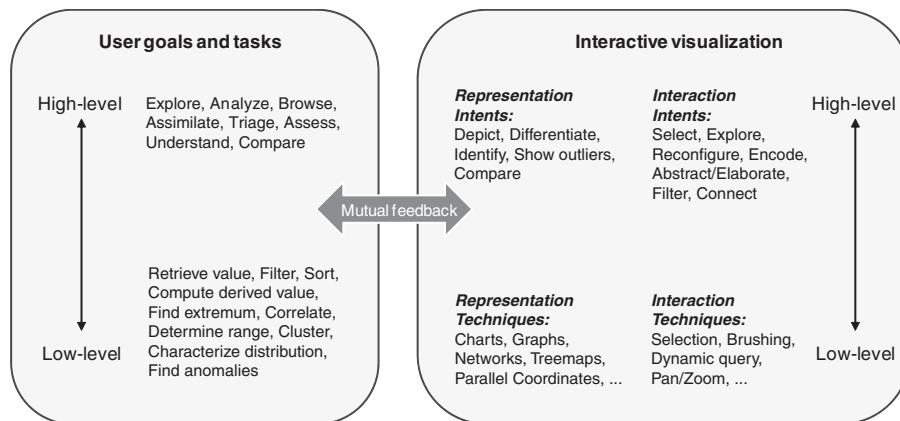 User goals and tasks
High-level
Explore, Analyze, Browse,
Assimilate, Triage, Assess,
Understand, Compare
Retrieve value, Filter, Sort,
Compute derived value,
Find extremum, Correlate,
Determine range, Cluster,
Characterize distribution,
Find anomalies
Low-level
Mutual feedback
Interactive visualization
Representation
Intents:
Depict, Differentiate,
Identify, Show outliers,
Compare
Interaction
Intents:
Select, Explore,
Reconfigure, Encode,
Abstract/Elaborate,
Filter, Connect
High-level
Representation
Techniques:
Charts, Graphs,
Networks, Treemaps,
Parallel Coordinates, ...
Interaction
Techniques:
Selection, Brushing,
Dynamic query,
Pan/Zoom, ...
Low-level